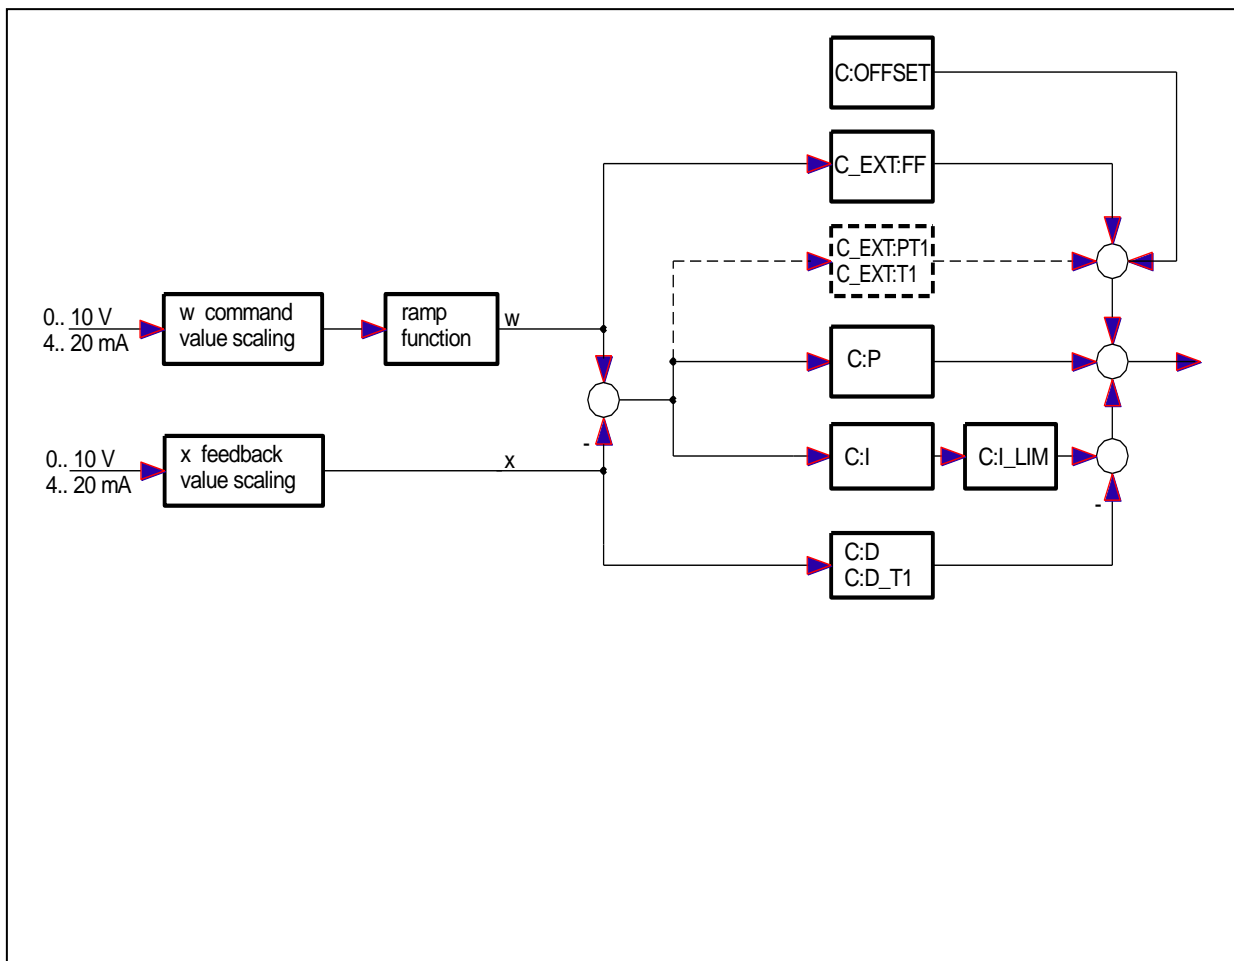 C:OFFSET
C_EXT:FF
C_EXT:PT1
C_EXT:T1
0.. 10 V
4.. 20 mA
w command
value scaling
ramp
function
w
C:P
-
0.. 10 V
4.. 20 mA
x feedback
value scaling
x
C:I
C:I_LIM
-
C:D
C:D_T1